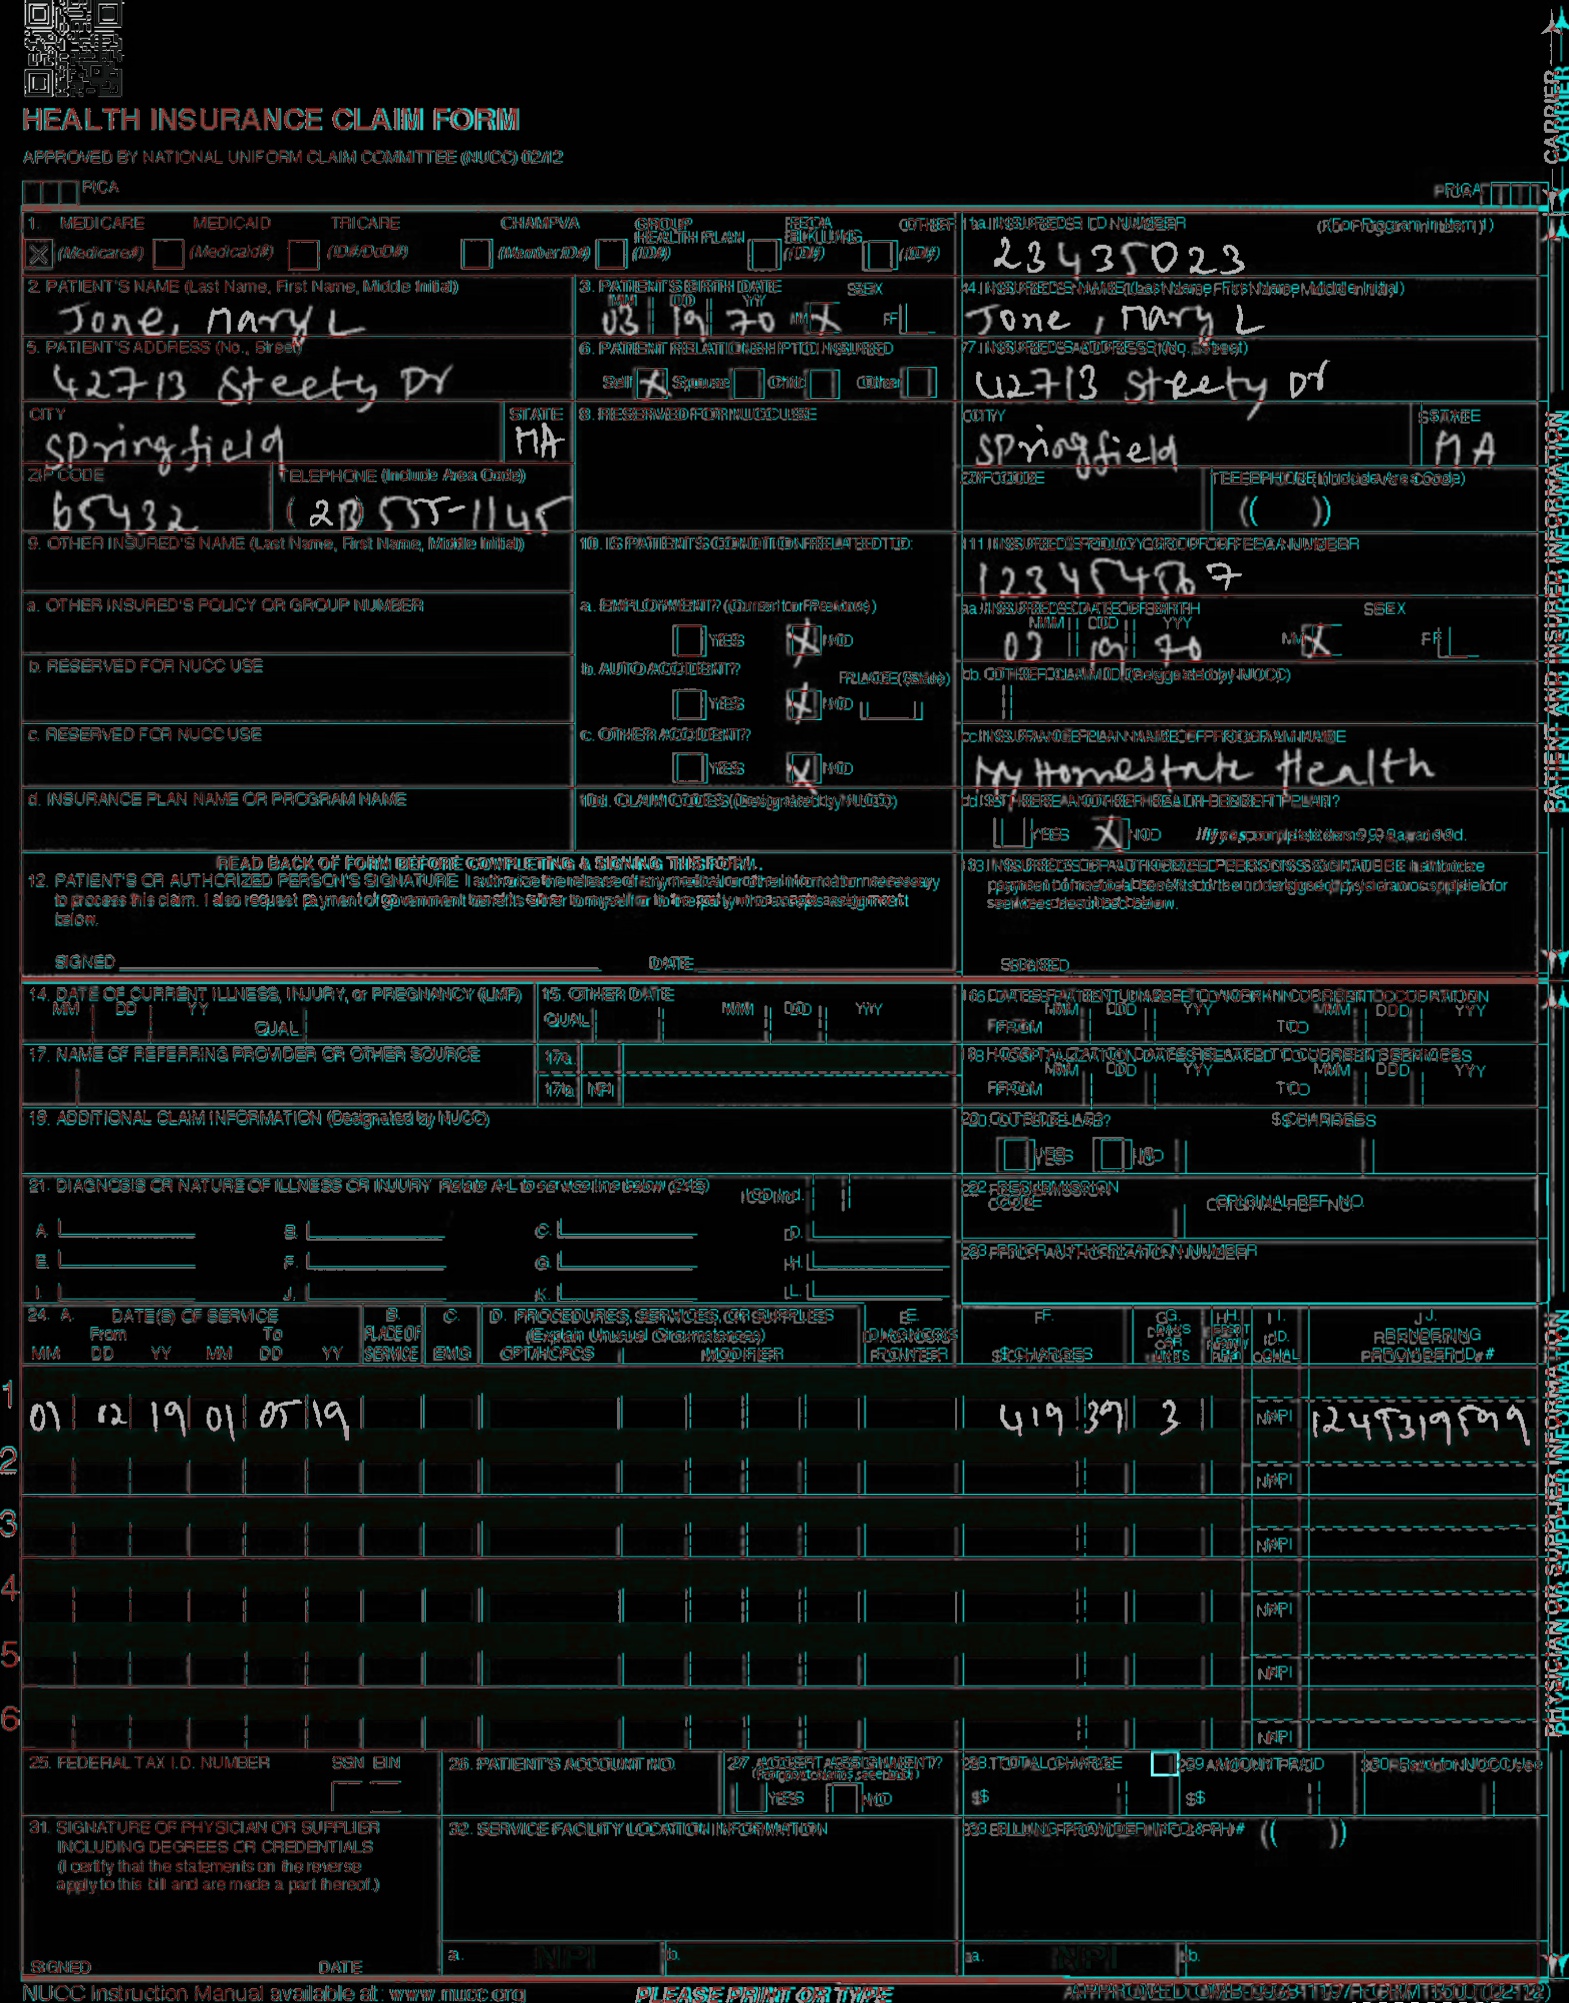 HEALTH INSURANCE CLAIM FORM
APPROVED BY NATIONAL UNIFORM CLAIM COMMITTEE (NUCC) 02/12
PICA
PICA
CARRIER
1. MEDICARE MEDICAID TRICARE CHAMPVA GROUP HEALTH PLAN FECA BLK LUNG OTHER
X (Medicare#) (Medicaid#) (ID#/DoD#) (Member ID#) (ID#) (ID#) (ID#)
1a. INSURED'S I.D. NUMBER (For Program in Item 1)
23435023
2. PATIENT'S NAME (Last Name, First Name, Middle Initial)
Jone, Mary L
3. PATIENT'S BIRTH DATE SEX
MM DD YY
03 19 70 M X F
4. INSURED'S NAME (Last Name, First Name, Middle Initial)
Jone, Mary L
5. PATIENT'S ADDRESS (No., Street)
42713 Steety Dr
6. PATIENT RELATIONSHIP TO INSURED
Self X Spouse Child Other
7. INSURED'S ADDRESS (No., Street)
42713 Steety Dr
CITY STATE
Springfield MA
8. RESERVED FOR NUCC USE
CITY STATE
Springfield MA
ZIP CODE TELEPHONE (Include Area Code)
65432 (213) 555-1145
ZIP CODE TELEPHONE (Include Area Code)
( )
9. OTHER INSURED'S NAME (Last Name, First Name, Middle Initial)
10. IS PATIENT'S CONDITION RELATED TO:
11. INSURED'S POLICY GROUP OR FECA NUMBER
a. OTHER INSURED'S POLICY OR GROUP NUMBER
a. EMPLOYMENT? (Current or Previous)
YES X NO
a. INSURED'S DATE OF BIRTH SEX
MM DD YY
03 19 70 M X F
b. RESERVED FOR NUCC USE
b. AUTO ACCIDENT? PLACE (State)
YES X NO
b. OTHER CLAIM ID (Designated by NUCC)
c. RESERVED FOR NUCC USE
c. OTHER ACCIDENT?
YES X NO
c. INSURANCE PLAN NAME OR PROGRAM NAME
My Homestate Health
d. INSURANCE PLAN NAME OR PROGRAM NAME
10d. CLAIM CODES (Designated by NUCC)
d. IS THERE ANOTHER HEALTH BENEFIT PLAN?
YES X NO If yes, complete items 9, 9a, and 9d.
READ BACK OF FORM BEFORE COMPLETING & SIGNING THIS FORM.
12. PATIENT'S OR AUTHORIZED PERSON'S SIGNATURE I authorize the release of any medical or other information necessary
to process this claim. I also request payment of government benefits either to myself or to the party who accepts assignment
below.
SIGNED DATE
13. INSURED'S OR AUTHORIZED PERSON'S SIGNATURE I authorize
payment of medical benefits to the undersigned physician or supplier for
services described below.
SIGNED
PATIENT AND INSURED INFORMATION
14. DATE OF CURRENT ILLNESS, INJURY, or PREGNANCY (LMP)
MM DD YY
QUAL.
15. OTHER DATE
QUAL. MM DD YY
16. DATES PATIENT UNABLE TO WORK IN CURRENT OCCUPATION
MM DD YY MM DD YY
FROM TO
17. NAME OF REFERRING PROVIDER OR OTHER SOURCE
17a.
17b. NPI
18. HOSPITALIZATION DATES RELATED TO CURRENT SERVICES
MM DD YY MM DD YY
FROM TO
19. ADDITIONAL CLAIM INFORMATION (Designated by NUCC)
20. OUTSIDE LAB? $ CHARGES
YES NO
21. DIAGNOSIS OR NATURE OF ILLNESS OR INJURY Relate A-L to service line below (24E) ICD Ind.
A. B. C. D.
E. F. G. H.
I. J. K. L.
22. RESUBMISSION CODE ORIGINAL REF. NO.
23. PRIOR AUTHORIZATION NUMBER
24. A. DATE(S) OF SERVICE B. C. D. PROCEDURES, SERVICES, OR SUPPLIES E. F. G. H. I. J.
From To PLACE OF (Explain Unusual Circumstances) DIAGNOSIS DAYS OR EPSDT Family ID. RENDERING
MM DD YY MM DD YY SERVICE EMG CPT/HCPCS MODIFIER POINTER $ CHARGES UNITS Plan QUAL. PROVIDER ID. #
1
01 02 19 01 05 19 419 39 3 NPI 1245319599
2 NPI
3 NPI
4 NPI
5 NPI
6 NPI
25. FEDERAL TAX I.D. NUMBER SSN EIN
26. PATIENT'S ACCOUNT NO.
27. ACCEPT ASSIGNMENT?
(For govt. claims, see back)
YES NO
28. TOTAL CHARGE
$
29. AMOUNT PAID
$
30. Rsvd for NUCC Use
31. SIGNATURE OF PHYSICIAN OR SUPPLIER
INCLUDING DEGREES OR CREDENTIALS
(I certify that the statements on the reverse
apply to this bill and are made a part thereof.)
SIGNED DATE
32. SERVICE FACILITY LOCATION INFORMATION
a. NPI b.
33. BILLING PROVIDER INFO & PH # ( )
a. NPI b.
PHYSICIAN OR SUPPLIER INFORMATION
NUCC Instruction Manual available at: www.nucc.org
PLEASE PRINT OR TYPE